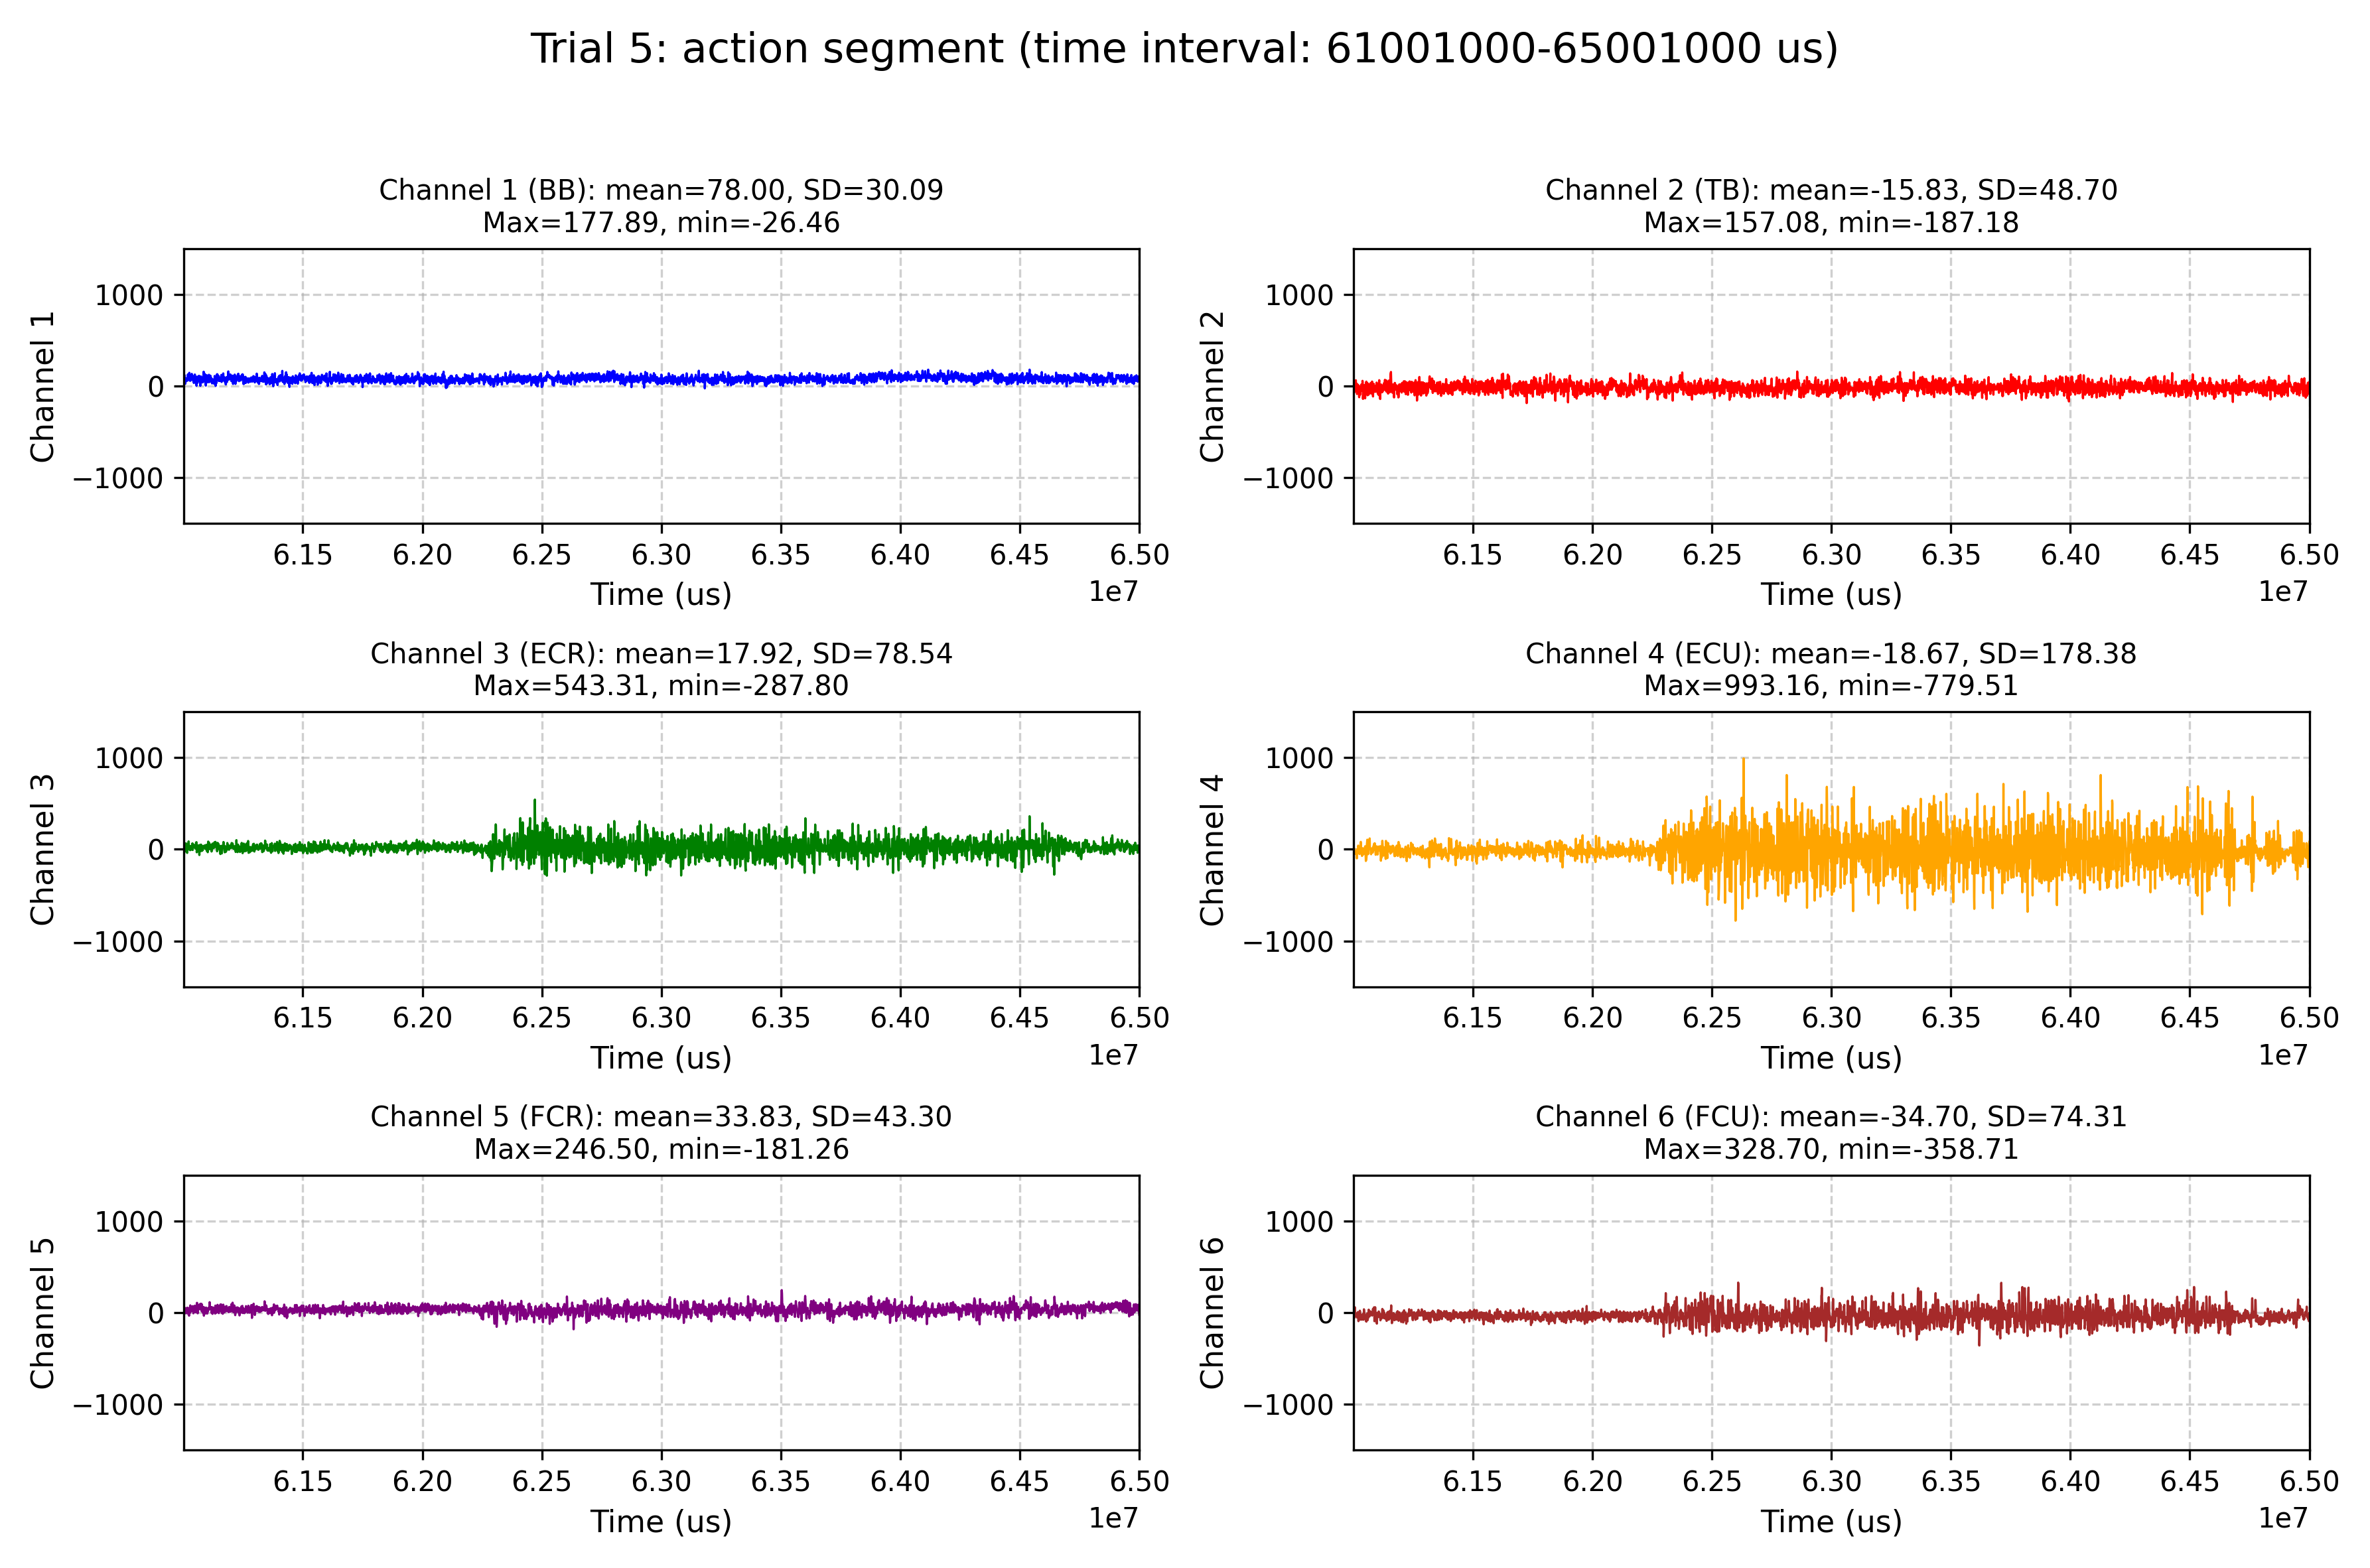 Trial 5: action segment (time interval: 61001000-65001000 us)
Channel 1 (BB): mean=78.00, SD=30.09
Max=177.89, min=-26.46
Channel 1
1000
0
−1000
6.15 6.20 6.25 6.30 6.35 6.40 6.45 6.50
1e7
Time (us)
Channel 2 (TB): mean=-15.83, SD=48.70
Max=157.08, min=-187.18
Channel 2
1000
0
−1000
6.15 6.20 6.25 6.30 6.35 6.40 6.45 6.50
1e7
Time (us)
Channel 3 (ECR): mean=17.92, SD=78.54
Max=543.31, min=-287.80
Channel 3
1000
0
−1000
6.15 6.20 6.25 6.30 6.35 6.40 6.45 6.50
1e7
Time (us)
Channel 4 (ECU): mean=-18.67, SD=178.38
Max=993.16, min=-779.51
Channel 4
1000
0
−1000
6.15 6.20 6.25 6.30 6.35 6.40 6.45 6.50
1e7
Time (us)
Channel 5 (FCR): mean=33.83, SD=43.30
Max=246.50, min=-181.26
Channel 5
1000
0
−1000
6.15 6.20 6.25 6.30 6.35 6.40 6.45 6.50
1e7
Time (us)
Channel 6 (FCU): mean=-34.70, SD=74.31
Max=328.70, min=-358.71
Channel 6
1000
0
−1000
6.15 6.20 6.25 6.30 6.35 6.40 6.45 6.50
1e7
Time (us)